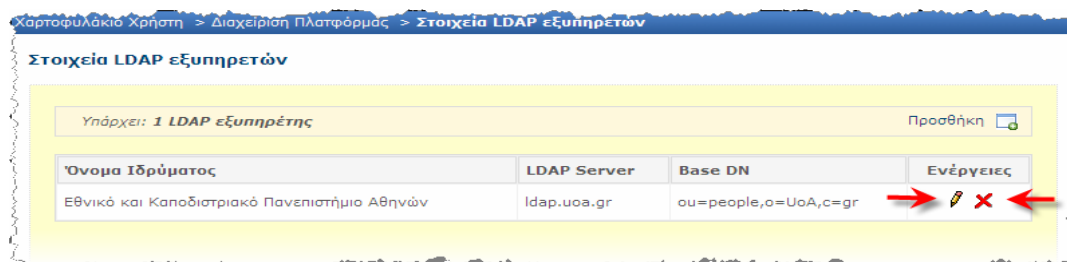 Χαρτοφυλάκιο Χρήστη > Διαχείριση Πλατφόρμας > Στοιχεία LDAP εξυπηρετών
Στοιχεία LDAP εξυπηρετών
Υπάρχει: 1 LDAP εξυπηρέτης Προσθήκη
Όνομα Ιδρύματος LDAP Server Base DN Ενέργειες
Εθνικό και Καποδιστριακό Πανεπιστήμιο Αθηνών ldap.uoa.gr ou=people,o=UoA,c=gr